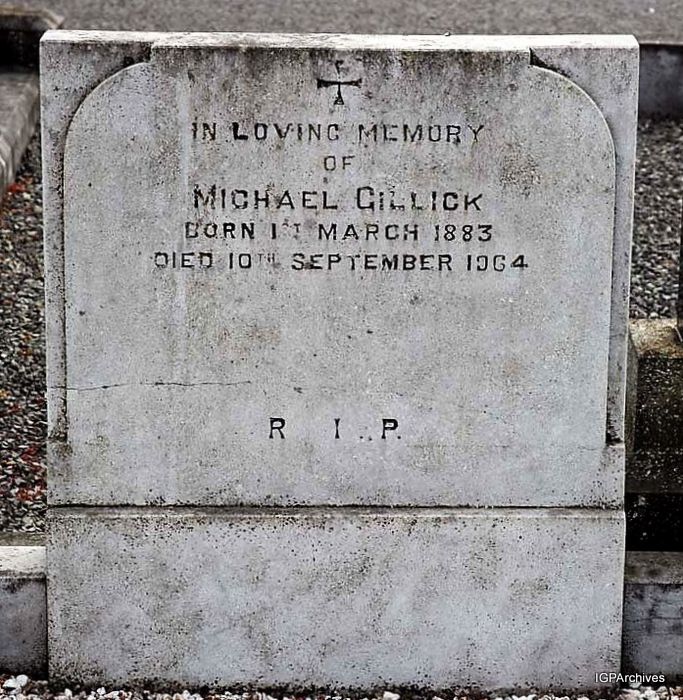 IN LOVING MEMORY
OF
MICHAEL GILLICK
BORN 1ST MARCH 1883
DIED 10TH SEPTEMBER 1964
R I P.
IGPArchives